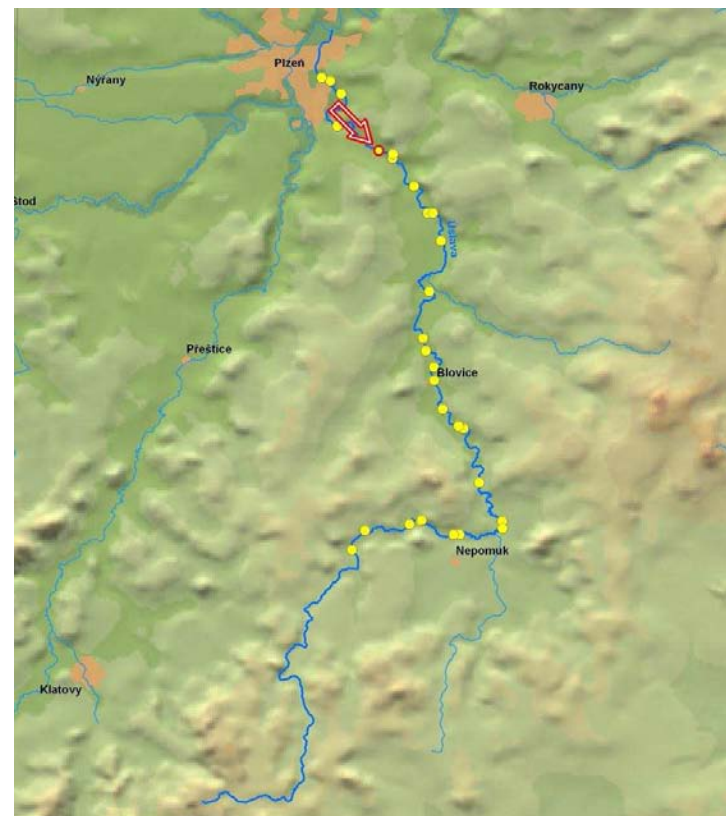 Plzeň
Nýřany
Rokycany
Stod
Úslava
Přeštice
Blovice
Nepomuk
Klatovy